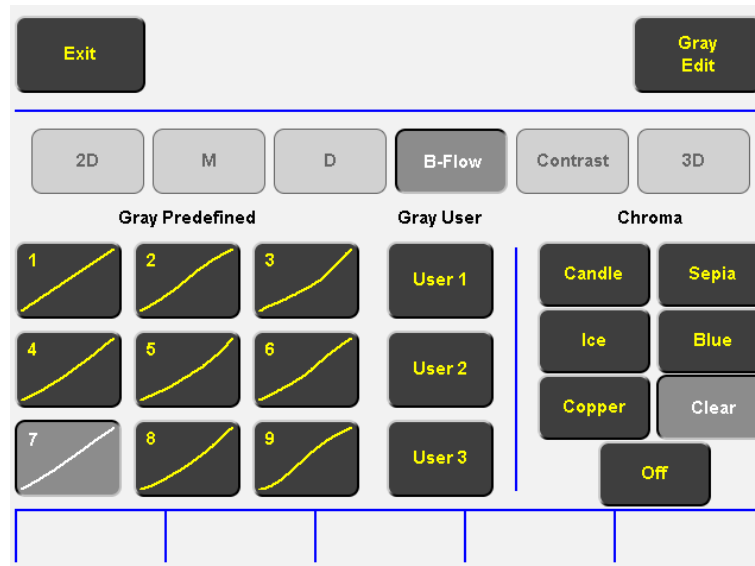 Exit
Gray
Edit
2D M D B-Flow Contrast 3D
Gray Predefined Gray User Chroma
1 2 3 User 1 Candle Sepia
4 5 6 User 2 Ice Blue
7 8 9 User 3 Copper Clear
Off